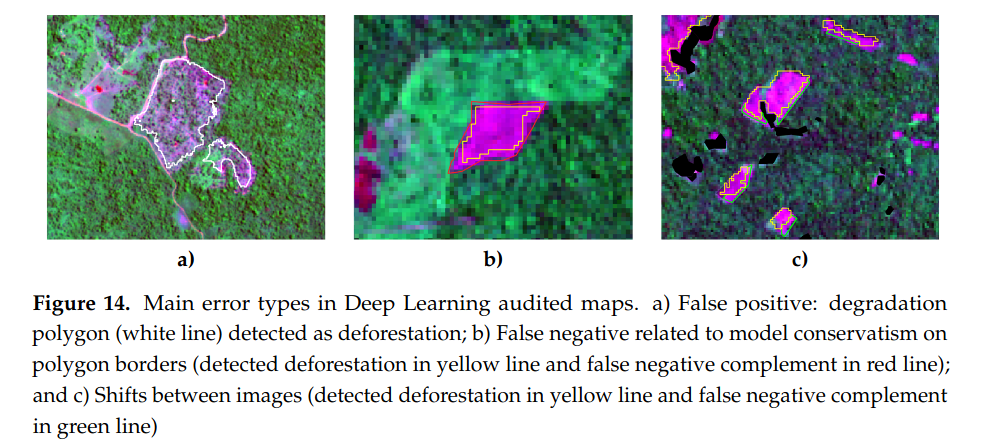 a)
b)
c)
Figure 14. Main error types in Deep Learning audited maps. a) False positive: degradation
polygon (white line) detected as deforestation; b) False negative related to model conservatism on
polygon borders (detected deforestation in yellow line and false negative complement in red line);
and c) Shifts between images (detected deforestation in yellow line and false negative complement
in green line)